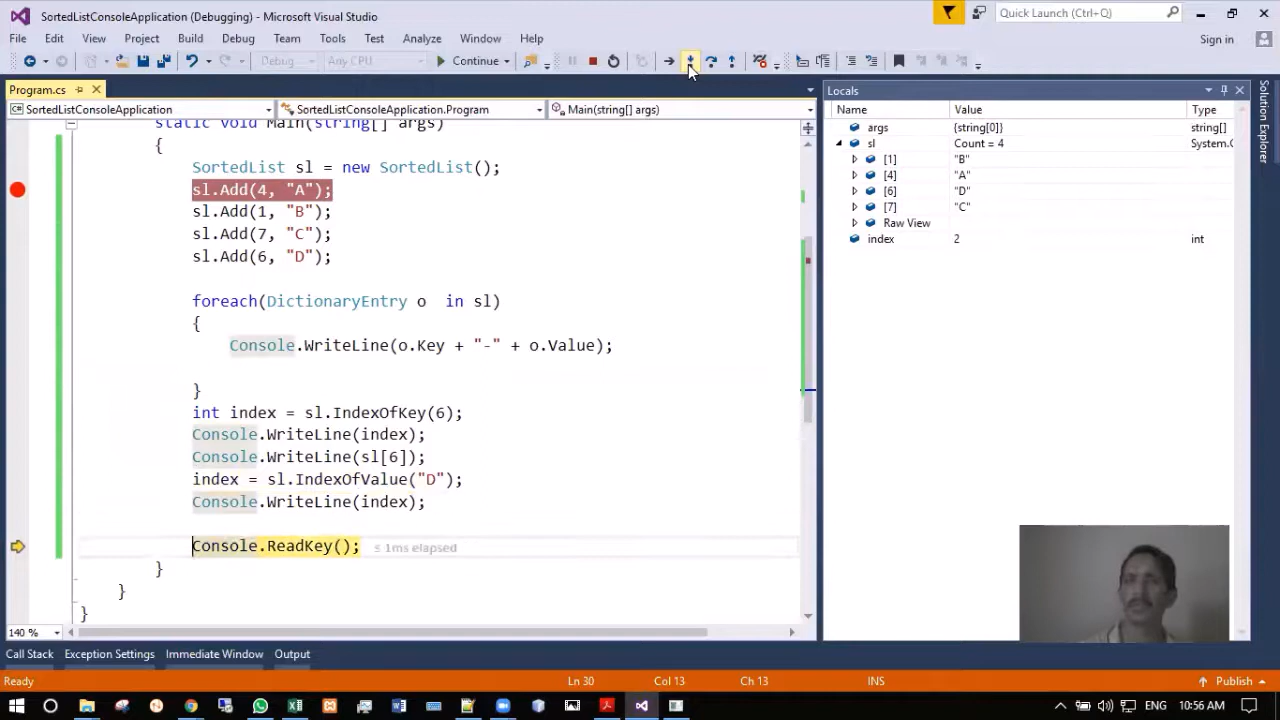 SortedListConsoleApplication (Debugging) - Microsoft Visual Studio
Quick Launch (Ctrl+Q)
File Edit View Project Build Debug Team Tools Test Analyze Window Help
Sign in
Debug Any CPU Continue
Program.cs
SortedListConsoleApplication SortedListConsoleApplication.Program Main(string[] args)
static void Main(string[] args)
{
SortedList sl = new SortedList();
sl.Add(4, "A");
sl.Add(1, "B");
sl.Add(7, "C");
sl.Add(6, "D");
foreach(DictionaryEntry o in sl)
{
Console.WriteLine(o.Key + "-" + o.Value);
}
int index = sl.IndexOfKey(6);
Console.WriteLine(index);
Console.WriteLine(sl[6]);
index = sl.IndexOfValue("D");
Console.WriteLine(index);
Console.ReadKey(); ≤ 1ms elapsed
}
}
}
140 %
Locals
Name Value Type
args {string[0]} string[]
sl Count = 4 System.C
[1] "B"
[4] "A"
[6] "D"
[7] "C"
Raw View
index 2 int
Solution Explorer
Call Stack Exception Settings Immediate Window Output
Ready Ln 30 Col 13 Ch 13 INS Publish
ENG 10:56 AM